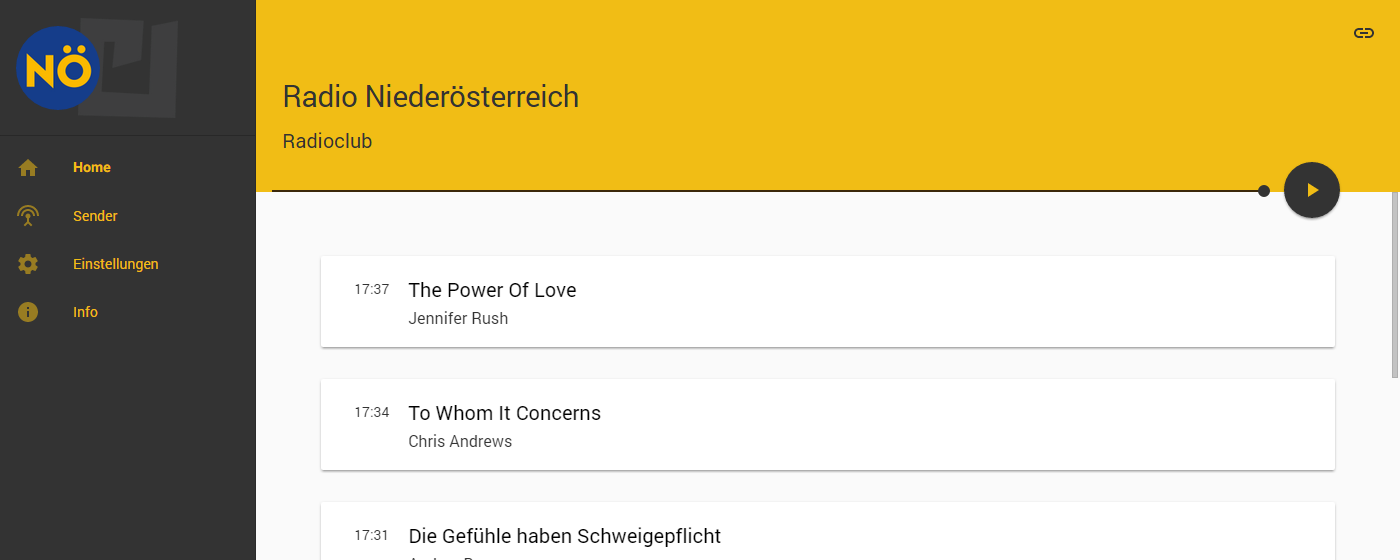 NÖ
Home
Sender
Einstellungen
Info
Radio Niederösterreich
Radioclub
17:37 The Power Of Love
Jennifer Rush
17:34 To Whom It Concerns
Chris Andrews
17:31 Die Gefühle haben Schweigepflicht